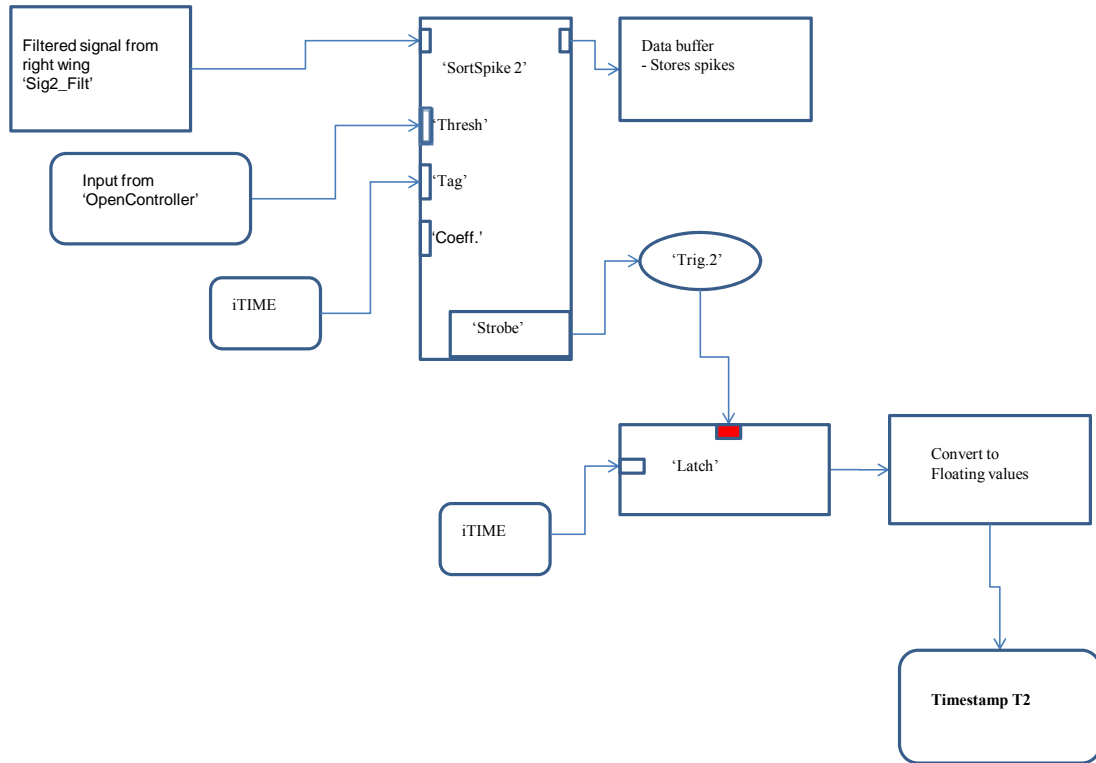 Filtered signal from
right wing
‘Sig2_Filt’
‘SortSpike 2’
Data buffer
- Stores spikes
‘Thresh’
Input from
‘OpenController’
‘Tag’
‘Coeff.’
iTIME
‘Strobe’
‘Trig.2’
‘Latch’
iTIME
Convert to
Floating values
Timestamp T2